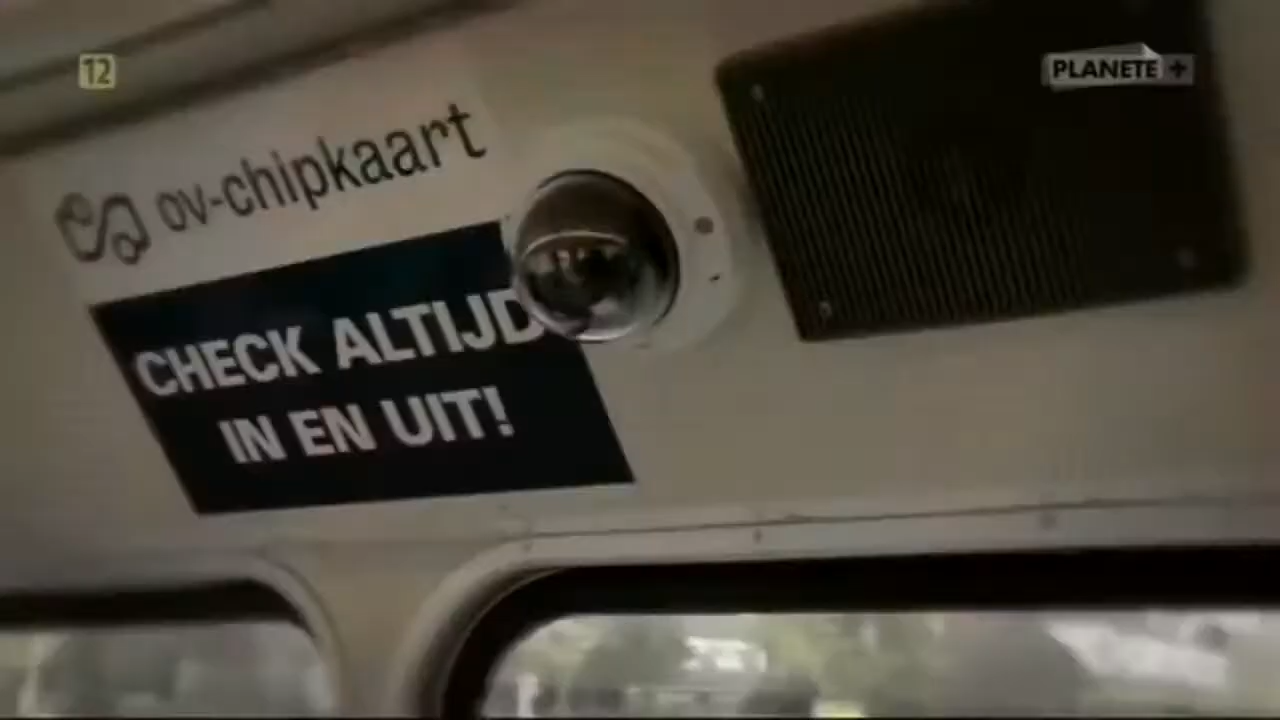 12
PLANETE +
ov-chipkaart
CHECK ALTIJD
IN EN UIT!